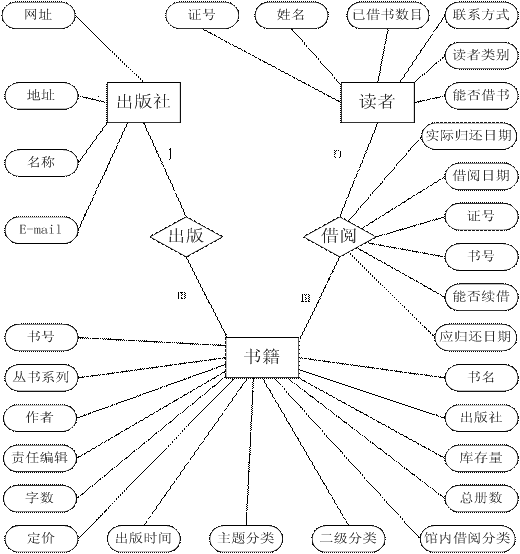 网址
证号
姓名
已借书数目
联系方式
读者类别
地址
出版社
读者
能否借书
实际归还日期
1
n
名称
借阅日期
证号
E-mail
出版
借阅
书号
能否续借
m
m
书号
应归还日期
书籍
丛书系列
书名
作者
出版社
责任编辑
库存量
字数
总册数
定价
出版时间
主题分类
二级分类
馆内借阅分类